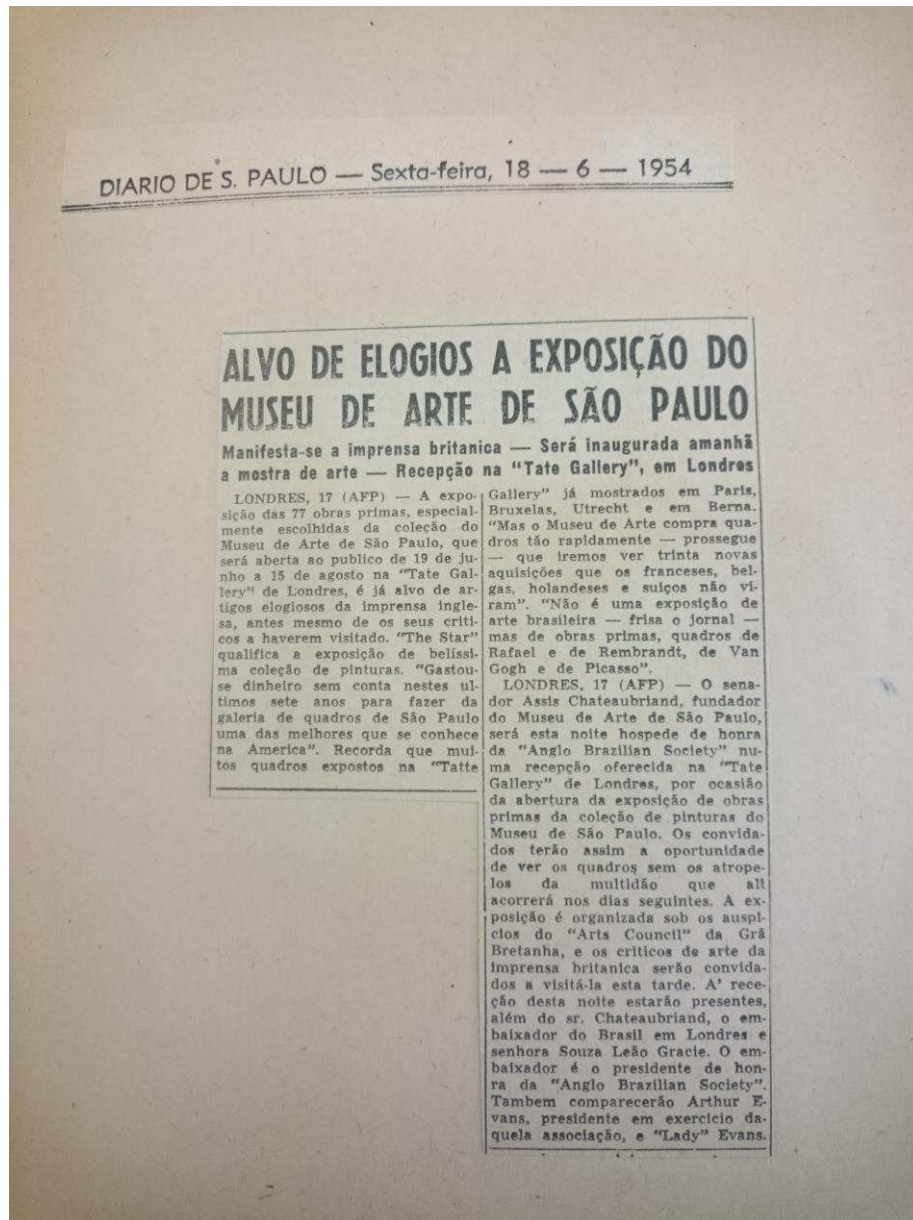 DIARIO DE S. PAULO — Sexta-feira, 18 — 6 — 1954
ALVO DE ELOGIOS A EXPOSIÇÃO DO
MUSEU DE ARTE DE SÃO PAULO
Manifesta-se a imprensa britanica — Será inaugurada amanhã
a mostra de arte — Recepção na "Tate Gallery", em Londres
LONDRES, 17 (AFP) — A expo-
sição das 77 obras primas, especial-
mente escolhidas da coleção do
Museu de Arte de São Paulo, que
será aberta ao publico de 19 de ju-
nho a 15 de agosto na "Tate Gal-
lery" de Londres, é já alvo de ar-
tigos elogiosos da imprensa ingle-
sa, antes mesmo de os seus criti-
cos a haverem visitado. "The Star"
qualifica a exposição de belissi-
ma coleção de pinturas. "Gastou-
se dinheiro sem conta nestes ul-
timos sete anos para fazer da
galeria de quadros de São Paulo
uma das melhores que se conhece
na America". Recorda que mui-
tos quadros expostos na "Tatte
Gallery" já mostrados em Paris,
Bruxelas, Utrecht e em Berna.
"Mas o Museu de Arte compra qua-
dros tão rapidamente — prossegue
— que iremos ver trinta novas
aquisições que os franceses, bel-
gas, holandeses e suiços não vi-
ram". "Não é uma exposição de
arte brasileira — frisa o jornal —
mas de obras primas, quadros de
Rafael e de Rembrandt, de Van
Gogh e de Picasso".
LONDRES, 17 (AFP) — O sena-
dor Assis Chateaubriand, fundador
do Museu de Arte de São Paulo,
será esta noite hospede de honra
da "Anglo Brazilian Society" nu-
ma recepção oferecida na "Tate
Gallery" de Londres, por ocasião
da abertura da exposição de obras
primas da coleção de pinturas do
Museu de São Paulo. Os convida-
dos terão assim a oportunidade
de ver os quadros sem os atrope-
los da multidão que ali
acorrerá nos dias seguintes. A ex-
posição é organizada sob os auspi-
cios do "Arts Council" da Grã
Bretanha, e os criticos de arte da
imprensa britanica serão convida-
dos a visitá-la esta tarde. A' rece-
ção desta noite estarão presentes,
além do sr. Chateaubriand, o em-
baixador do Brasil em Londres e
senhora Souza Leão Gracie. O em-
baixador é o presidente de hon-
ra da "Anglo Brazilian Society".
Tambem comparecerão Arthur E-
vans, presidente em exercicio da-
quela associação, e "Lady" Evans.